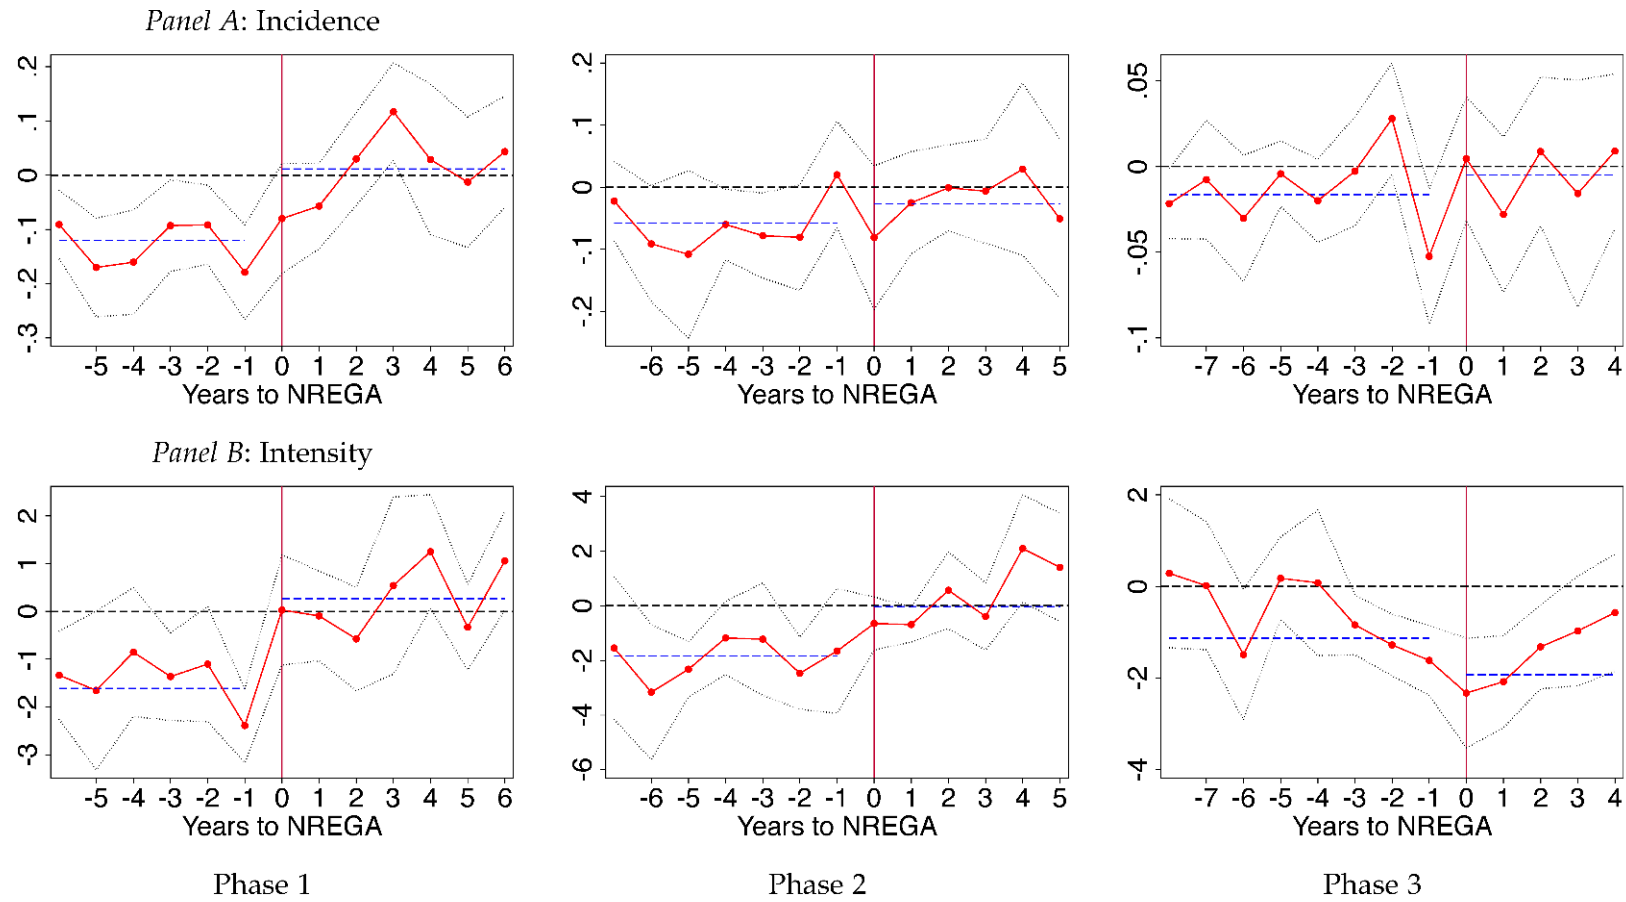 Panel A: Incidence
.2
.1
0
-.1
-.2
-.3
-5 -4 -3 -2 -1 0 1 2 3 4 5 6
Years to NREGA
.2
.1
0
-.1
-.2
-6 -5 -4 -3 -2 -1 0 1 2 3 4 5
Years to NREGA
.05
0
-.05
-.1
-7 -6 -5 -4 -3 -2 -1 0 1 2 3 4
Years to NREGA
Panel B: Intensity
2
1
0
-1
-2
-3
-5 -4 -3 -2 -1 0 1 2 3 4 5 6
Years to NREGA
4
2
0
-2
-4
-6
-6 -5 -4 -3 -2 -1 0 1 2 3 4 5
Years to NREGA
2
0
-2
-4
-7 -6 -5 -4 -3 -2 -1 0 1 2 3 4
Years to NREGA
Phase 1
Phase 2
Phase 3